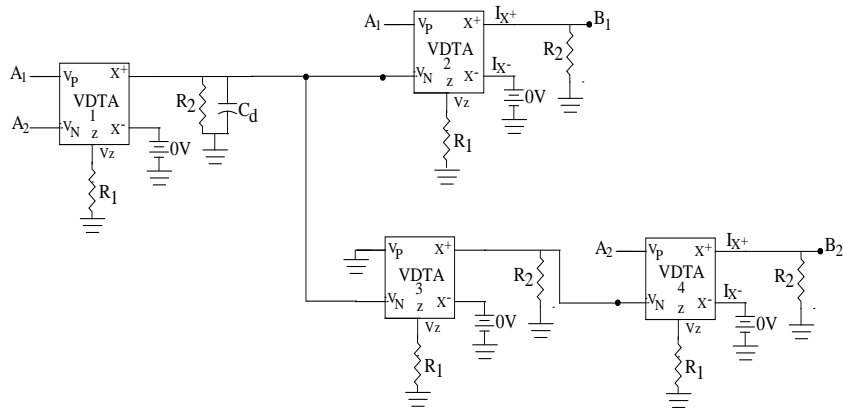 A1 VP X+ IX+ B1
VDTA
2
IX-
VN Z X-
R2
0V
VZ
R1
A1 VP X+
VDTA
1
A2 VN Z X-
R2 Cd
0V
VZ
R1
VP X+
VDTA
3
VN Z X-
R2
0V
VZ
R1
A2 VP X+ IX+ B2
VDTA
4
IX-
VN Z X-
R2
0V
VZ
R1